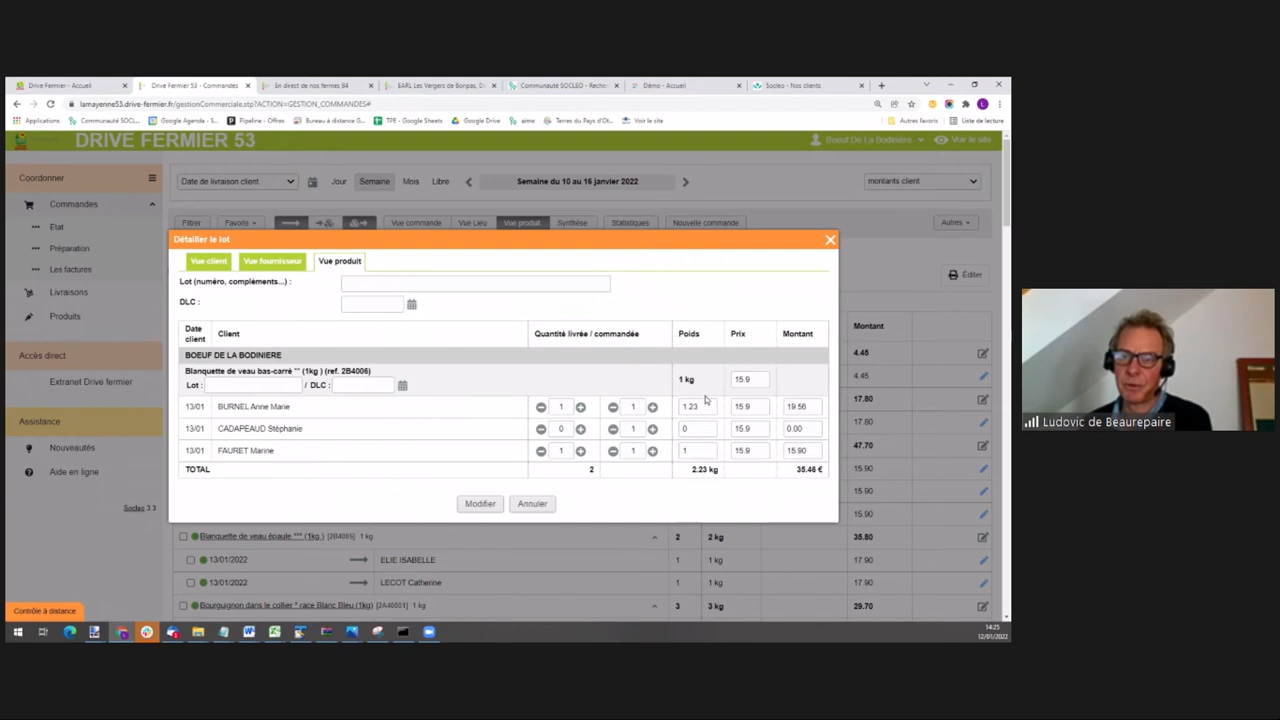 Drive Fermier - Accueil
Drive Fermier 53 - Commandes
En direct de nos fermes 84
EARL Les Vergers de Bonpas, D
Communauté SOCLEO - Reche
Démo - Accueil
Socleo - Nos clients
lamayenne53.drive-fermier.fr/gestionCommerciale.stp?ACTION=GESTION_COMMANDES#
Applications
Communauté SOCL...
Google Agenda - S...
Pipeline - Offres
Bureau à distance G...
TPE - Google Sheets
Google Drive
aime
Terres du Pays d'Ot...
Voir le site
Autres favoris
Liste de lecture
DRIVE FERMIER 53
Boeuf De La Bodinière
Voir le site
Coordonner
Date de livraison client
Jour
Semaine
Mois
Libre
Semaine du 10 au 16 janvier 2022
montants client
Commandes
Filtrer
Favoris
Vue commande
Vue Lieu
Vue produit
Synthèse
Statistiques
Nouvelle commande
Autres
Etat
Préparation
Les factures
Livraisons
Produits
Accès direct
Extranet Drive fermier
Assistance
Nouveautés
Aide en ligne
Socleo 3.3
Contrôle à distance
Détailler le lot
Vue client
Vue fournisseur
Vue produit
Lot (numéro, compléments...) :
DLC :
Date client
Client
Quantité livrée / commandée
Poids
Prix
Montant
BOEUF DE LA BODINIERE
Blanquette de veau bas-carré ** (1kg ) (ref. 2B4006)
Lot : / DLC :
1 kg 15.9
13/01 BURNEL Anne Marie 1 1 1.23 15.9 19.56
13/01 CADAPEAUD Stéphanie 0 1 0 15.9 0.00
13/01 FAURET Marine 1 1 1 15.9 15.90
TOTAL 2 2.23 kg 35.46 €
Modifier
Annuler
Éditer
Montant
4.45
4.45
17.80
17.80
47.70
15.90
15.90
15.90
Blanquette de veau épaule *** (1kg ) [2B4005] 1 kg 2 2 kg 35.80
13/01/2022 ELIE ISABELLE 1 1 kg 17.90
13/01/2022 LECOT Catherine 1 1 kg 17.90
Bourguignon dans le collier * race Blanc Bleu (1kg) [2A40001] 1 kg 3 3 kg 29.70
14:25
12/01/2022
Ludovic de Beaurepaire